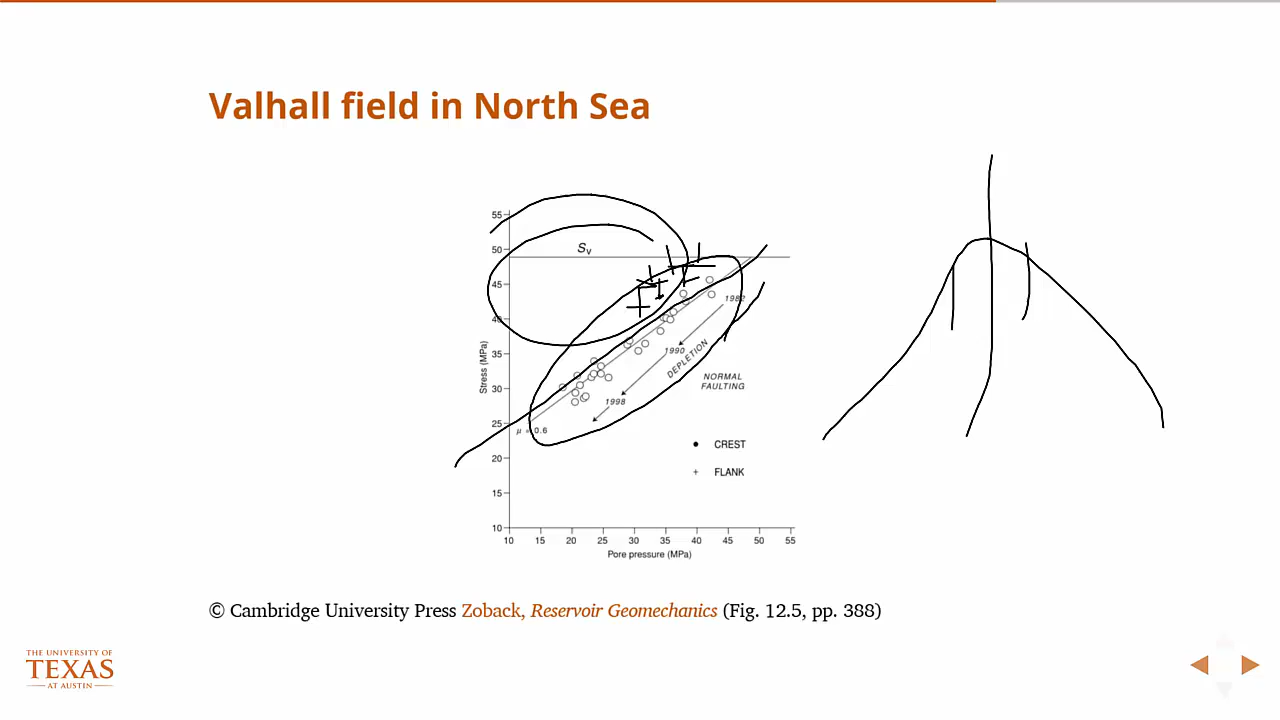 Valhall field in North Sea
55
50
45
40
35
30
25
20
15
10
Stress (MPa)
Sv
1982
1990
DEPLETION
1998
NORMAL
FAULTING
μ = 0.6
CREST
+ FLANK
10 15 20 25 30 35 40 45 50 55
Pore pressure (MPa)
© Cambridge University Press Zoback, Reservoir Geomechanics (Fig. 12.5, pp. 388)
THE UNIVERSITY OF
TEXAS
AT AUSTIN